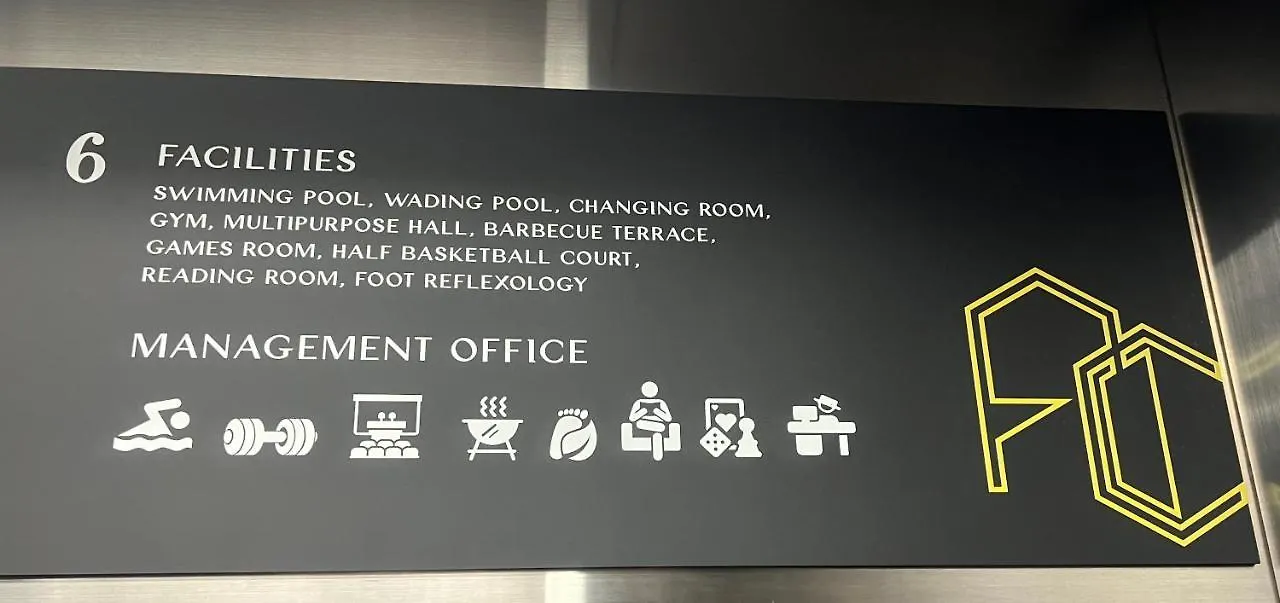 6 FACILITIES
SWIMMING POOL, WADING POOL, CHANGING ROOM,
GYM, MULTIPURPOSE HALL, BARBECUE TERRACE,
GAMES ROOM, HALF BASKETBALL COURT,
READING ROOM, FOOT REFLEXOLOGY
MANAGEMENT OFFICE